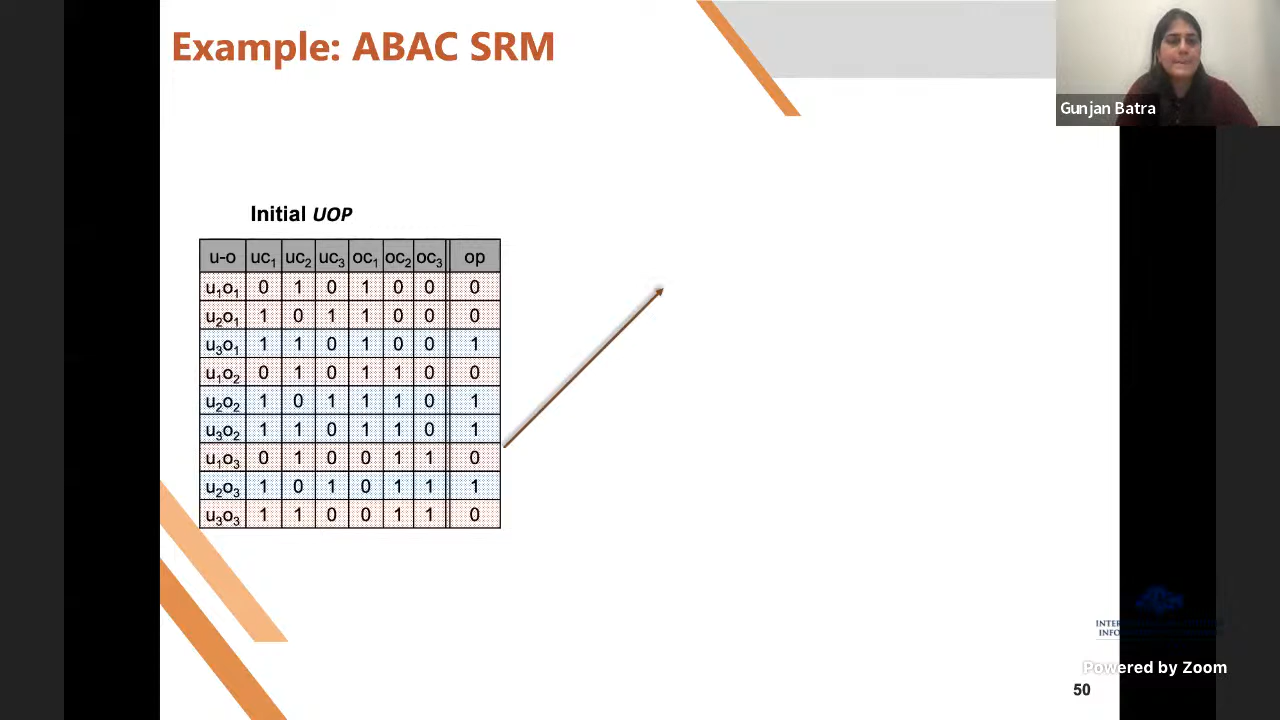 Example: ABAC SRM
Gunjan Batra
Initial UOP
u-o uc1 uc2 uc3 oc1 oc2 oc3 op
u1o1 0 1 0 1 0 0 0
u2o1 1 0 1 1 0 0 0
u3o1 1 1 0 1 0 0 1
u1o2 0 1 0 1 1 0 0
u2o2 1 0 1 1 1 0 1
u3o2 1 1 0 1 1 0 1
u1o3 0 1 0 0 1 1 0
u2o3 1 0 1 0 1 1 1
u3o3 1 1 0 0 1 1 0
Powered by Zoom
50